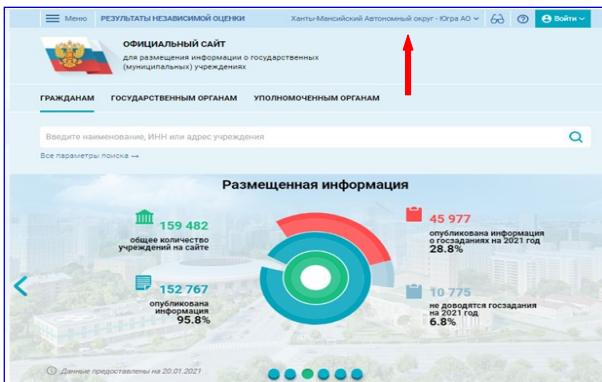 Меню РЕЗУЛЬТАТЫ НЕЗАВИСИМОЙ ОЦЕНКИ Ханты-Мансийский Автономный округ - Югра АО Войти
ОФИЦИАЛЬНЫЙ САЙТ
для размещения информации о государственных
(муниципальных) учреждениях
ГРАЖДАНАМ ГОСУДАРСТВЕННЫМ ОРГАНАМ УПОЛНОМОЧЕННЫМ ОРГАНАМ
Введите наименование, ИНН или адрес учреждения
Все параметры поиска →
Размещенная информация
159 482
общее количество
учреждений на сайте
152 767
опубликована
информация
95.8%
45 977
опубликована информация
о госзаданиях на 2021 год
28.8%
10 775
не доводятся госзадания
на 2021 год
6.8%
Данные предоставлены на 20.01.2021